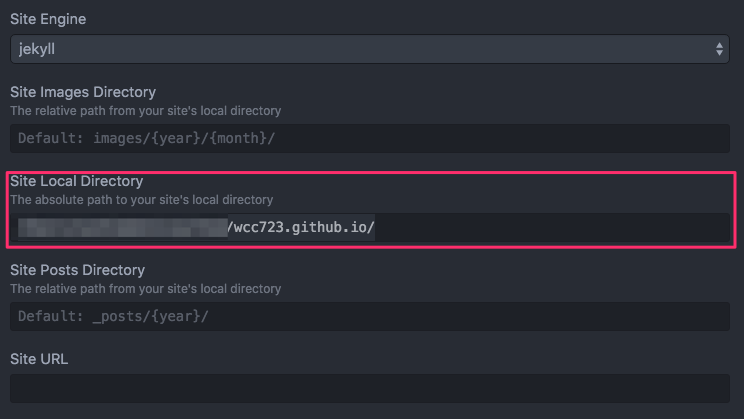 Site Engine
jekyll
Site Images Directory
The relative path from your site's local directory
Default: images/{year}/{month}/
Site Local Directory
The absolute path to your site's local directory
/wcc723.github.io/
Site Posts Directory
The relative path from your site's local directory
Default: _posts/{year}/
Site URL